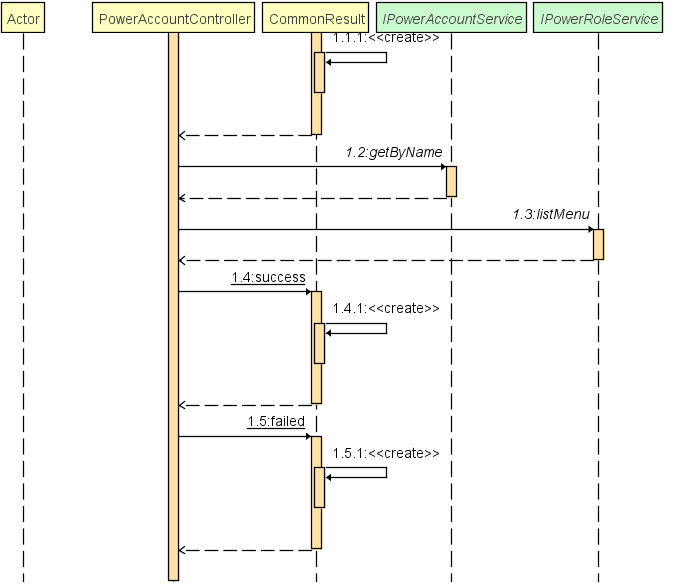 Actor
PowerAccountController
CommonResult
IPowerAccountService
IPowerRoleService
1.1.1:<<create>>
1.2:getByName
1.3:listMenu
1.4:success
1.4.1:<<create>>
1.5:failed
1.5.1:<<create>>